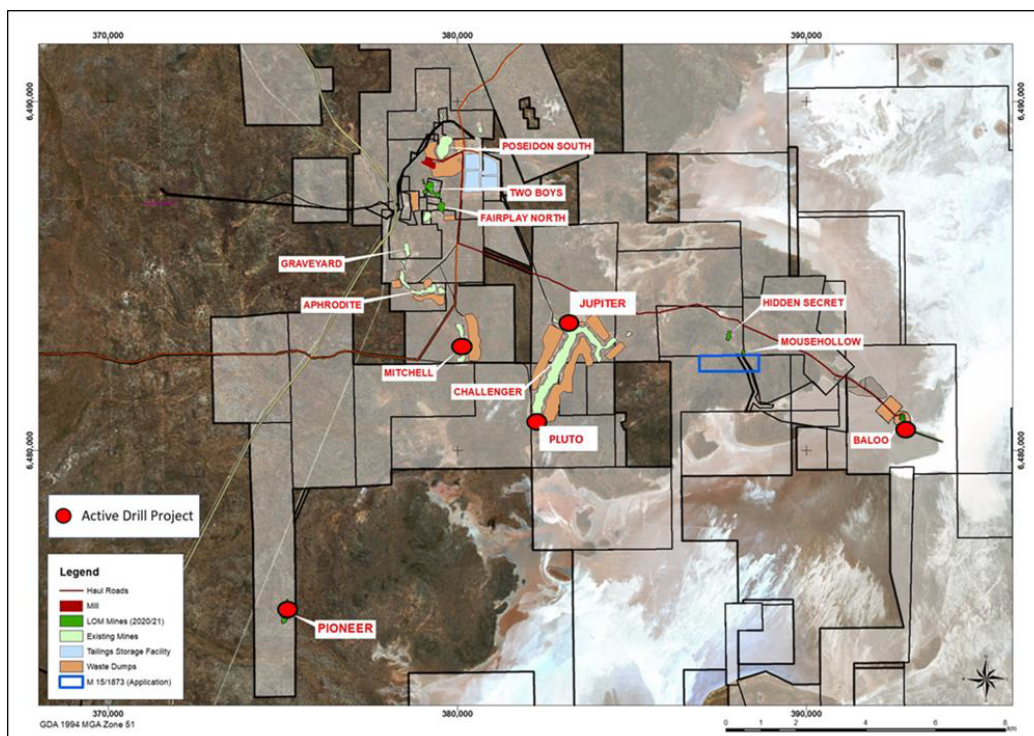 370,000
380,000
390,000
6,490,000
6,490,000
POSEIDON SOUTH
TWO BOYS
FAIRPLAY NORTH
GRAVEYARD
APHRODITE
JUPITER
HIDDEN SECRET
MOUSEHOLLOW
MITCHELL
CHALLENGER
PLUTO
BALOO
6,480,000
6,480,000
Active Drill Project
PIONEER
Legend
Haul Roads
Mill
LOM Mines (2020/21)
Existing Mines
Tailings Storage Facility
Waste Dumps
M 15/1873 (Application)
370,000
380,000
390,000
GDA 1994 MGA Zone 51
0 1 2 4 6 8
km